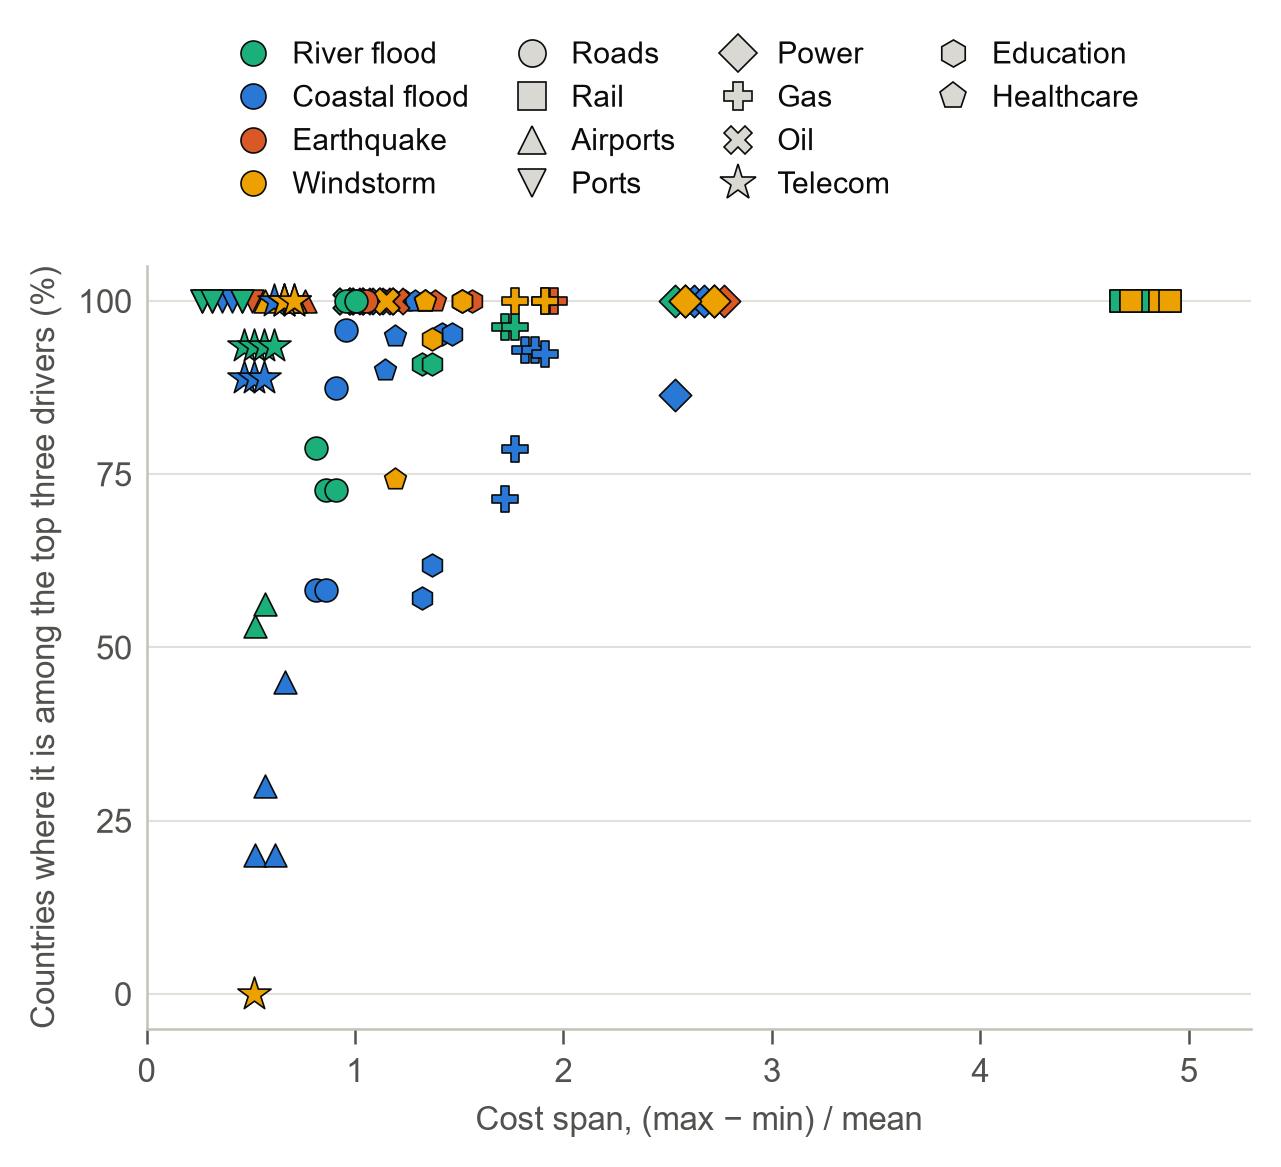 River flood
Coastal flood
Earthquake
Windstorm
Roads
Rail
Airports
Ports
Power
Gas
Oil
Telecom
Education
Healthcare
Countries where it is among the top three drivers (%)
100
75
50
25
0
0 1 2 3 4 5
Cost span, (max − min) / mean